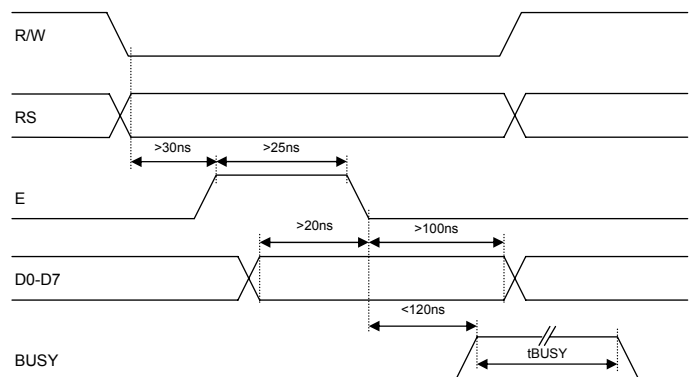 R/W
RS
>30ns >25ns
E
>20ns >100ns
D0-D7
<120ns
tBUSY
BUSY